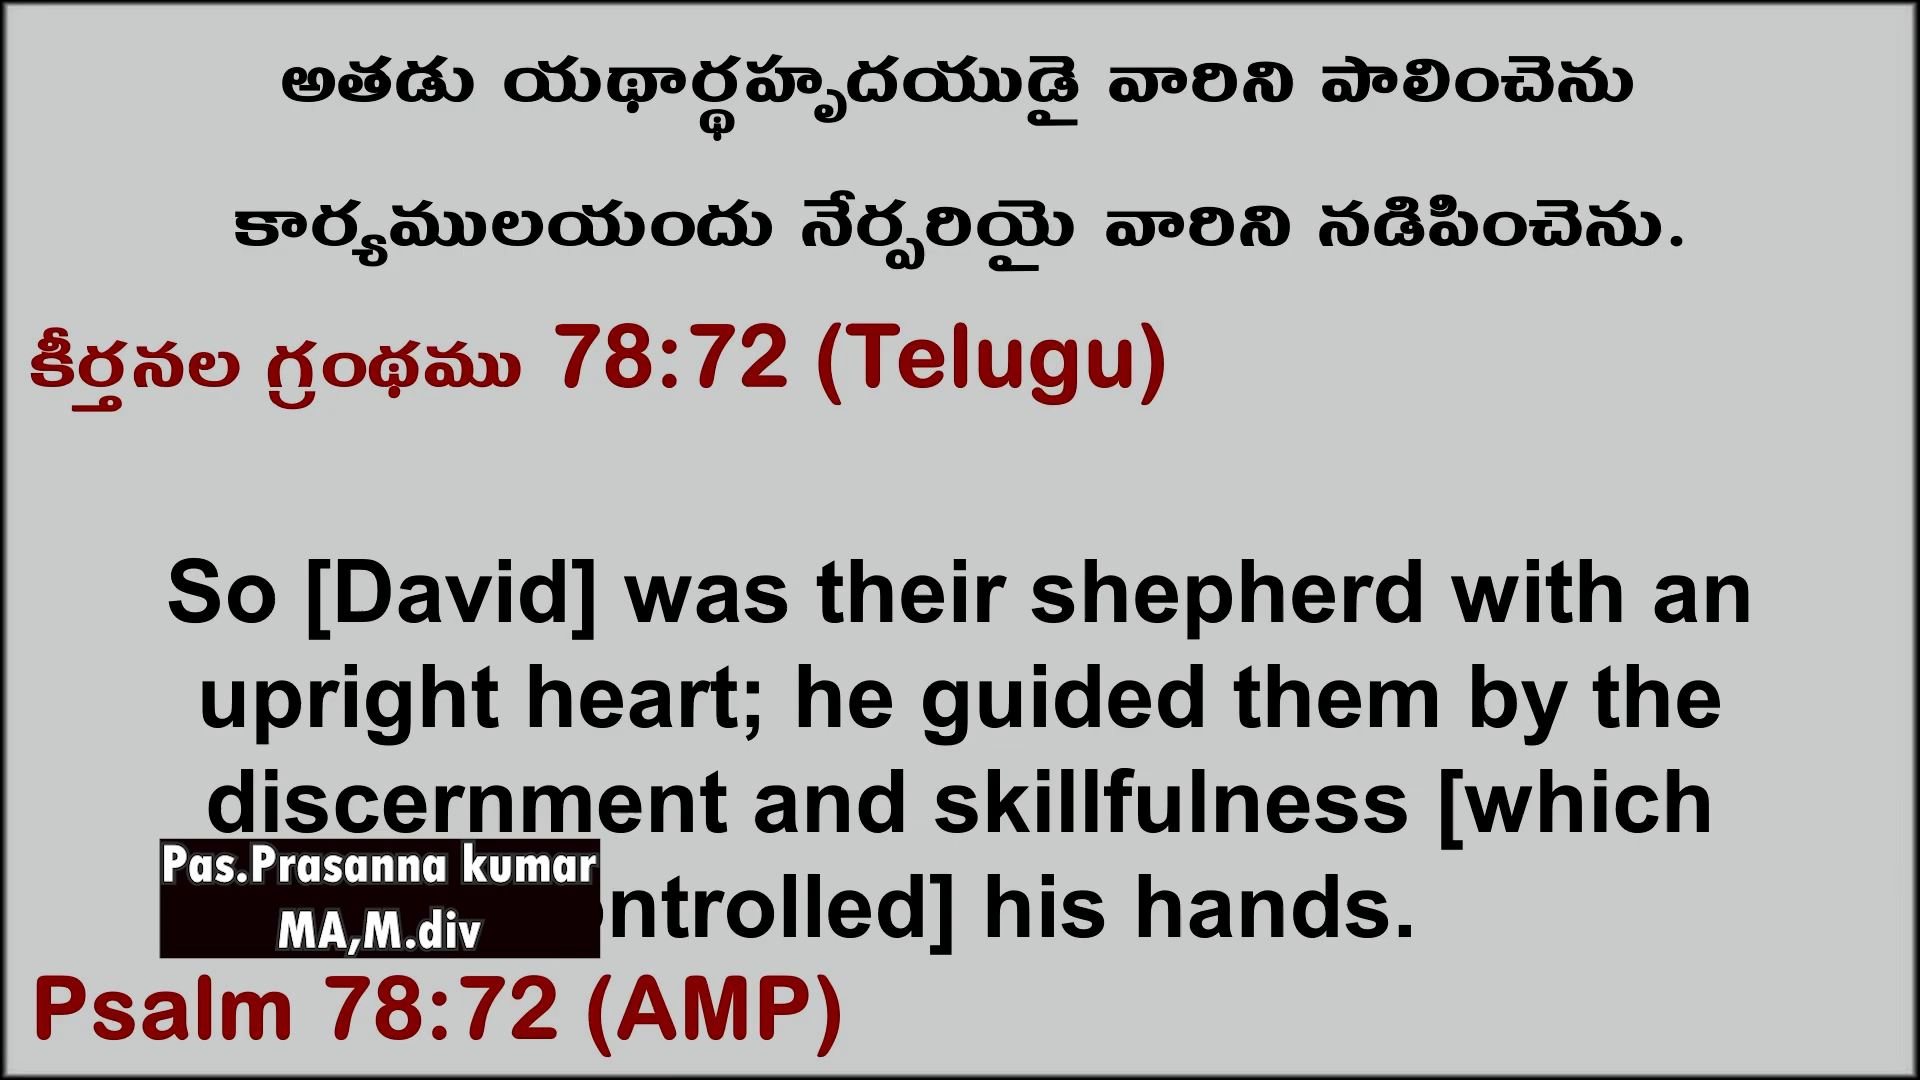 అతడు యథార్థహృదయుడై వారిని పాలించెను
కార్యములయందు నేర్పరియై వారిని నడిపించెను.
కీర్తనల గ్రంథము 78:72 (Telugu)
So [David] was their shepherd with an
upright heart; he guided them by the
discernment and skillfulness [which
his hands.
Pas.Prasanna kumar
MA,M.div
Psalm 78:72 (AMP)